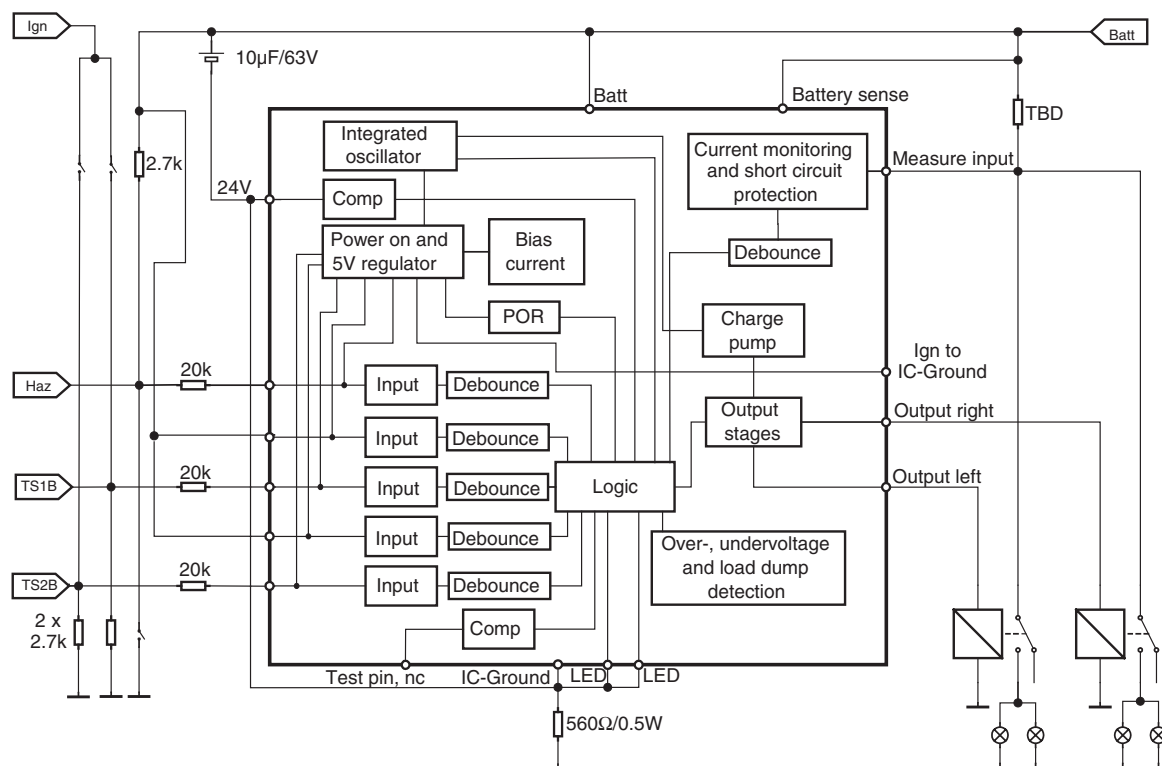 Ign
Batt
10µF/63V
Batt
Battery sense
TBD
Integrated
oscillator
Current monitoring
and short circuit
protection
Measure input
2.7k
24V
Comp
Power on and
5V regulator
Bias
current
Debounce
POR
Charge
pump
Ign to
IC-Ground
Haz
20k
Input
Debounce
Output
stages
Output right
Input
Debounce
TS1B
20k
Input
Debounce
Logic
Output left
Input
Debounce
Over-, undervoltage
and load dump
detection
TS2B
20k
Input
Debounce
2 x
2.7k
Comp
Test pin, nc
IC-Ground
LED
LED
560Ω/0.5W